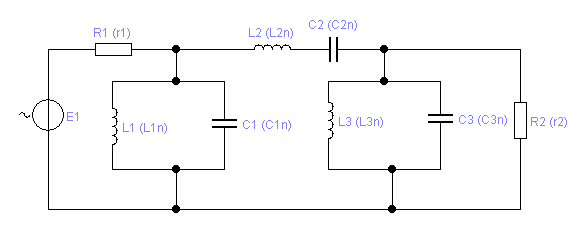 C2 (C2n)
R1 (r1)
L2 (L2n)
E1
L1 (L1n)
C1 (C1n)
L3 (L3n)
C3 (C3n)
R2 (r2)